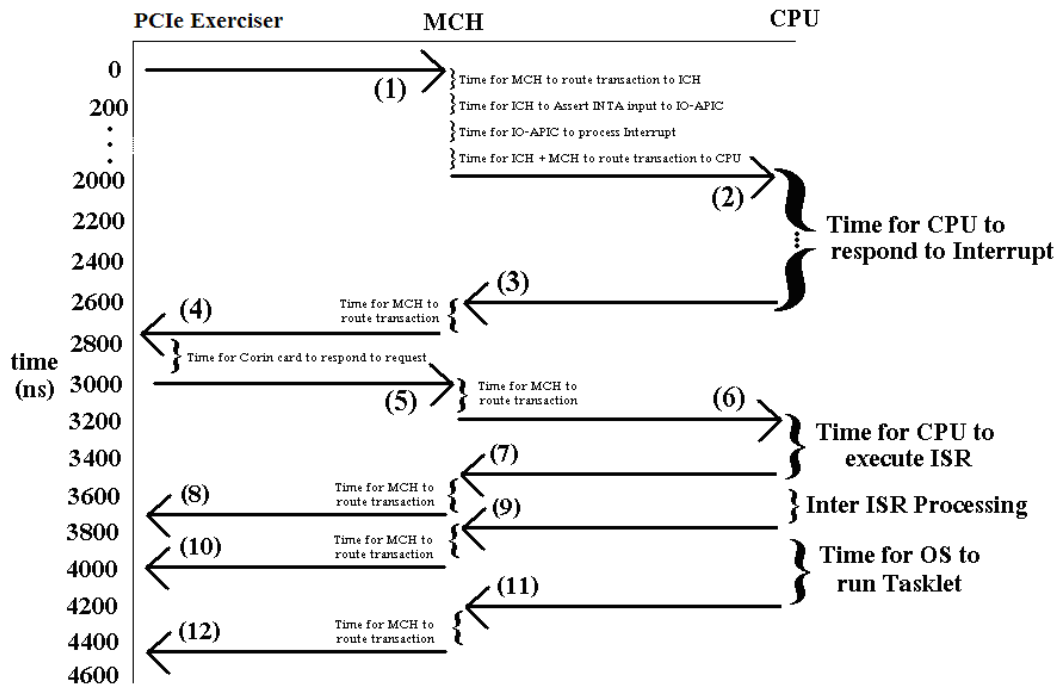 PCIe Exerciser MCH CPU
0
(1)
Time for MCH to route transaction to ICH
200
Time for ICH to Assert INTA input to IO-APIC
Time for IO-APIC to process Interrupt
Time for ICH + MCH to route transaction to CPU
2000
(2)
2200
Time for CPU to
respond to Interrupt
2400
2600
(3)
(4)
Time for MCH to
route transaction
2800
Time for Corin card to respond to request
time
(ns)
3000
(5)
Time for MCH to
route transaction
(6)
3200
Time for CPU to
execute ISR
3400
(7)
3600
(8)
Time for MCH to
route transaction
(9)
Inter ISR Processing
3800
(10)
Time for MCH to
route transaction
Time for OS to
run Tasklet
4000
(11)
4200
(12)
Time for MCH to
route transaction
4400
4600